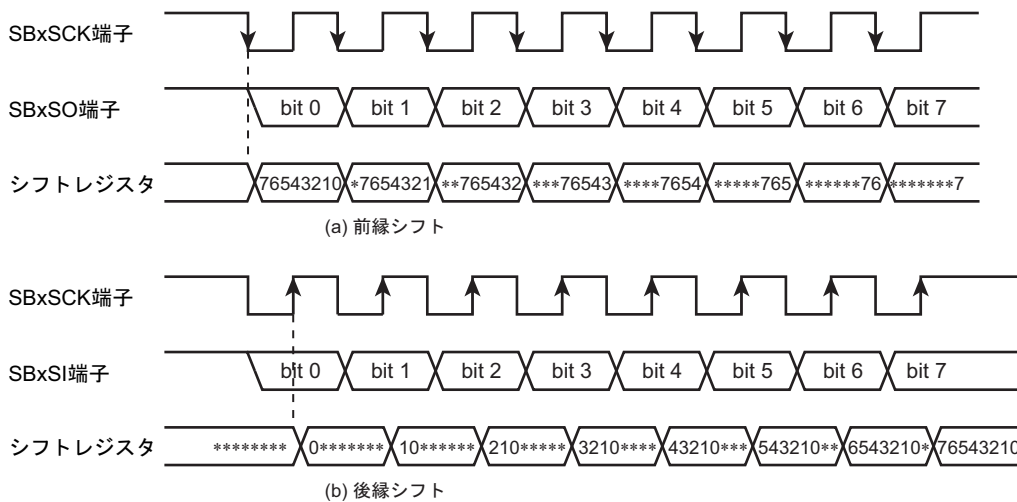 SBxSCK端子
SBxSO端子 bit 0 bit 1 bit 2 bit 3 bit 4 bit 5 bit 6 bit 7
シフトレジスタ 76543210 *7654321 **765432 ***76543 ****7654 *****765 ******76 *******7
(a) 前縁シフト
SBxSCK端子
SBxSI端子 bit 0 bit 1 bit 2 bit 3 bit 4 bit 5 bit 6 bit 7
シフトレジスタ ******** 0******* 10****** 210***** 3210**** 43210*** 543210** 6543210* 76543210
(b) 後縁シフト